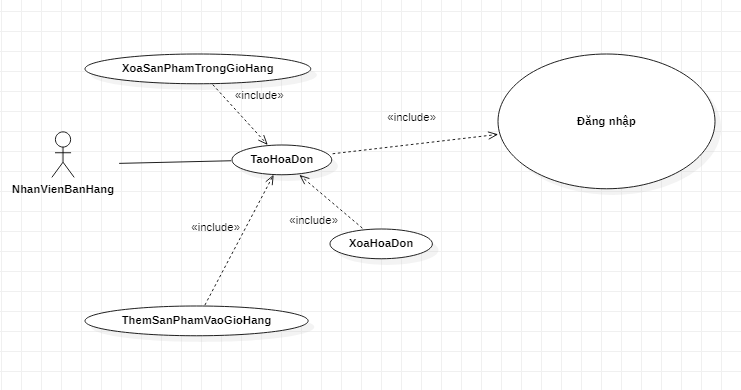 XoaSanPhamTrongGioHang
«include»
«include»
Đăng nhập
TaoHoaDon
NhanVienBanHang
«include»
«include»
XoaHoaDon
ThemSanPhamVaoGioHang